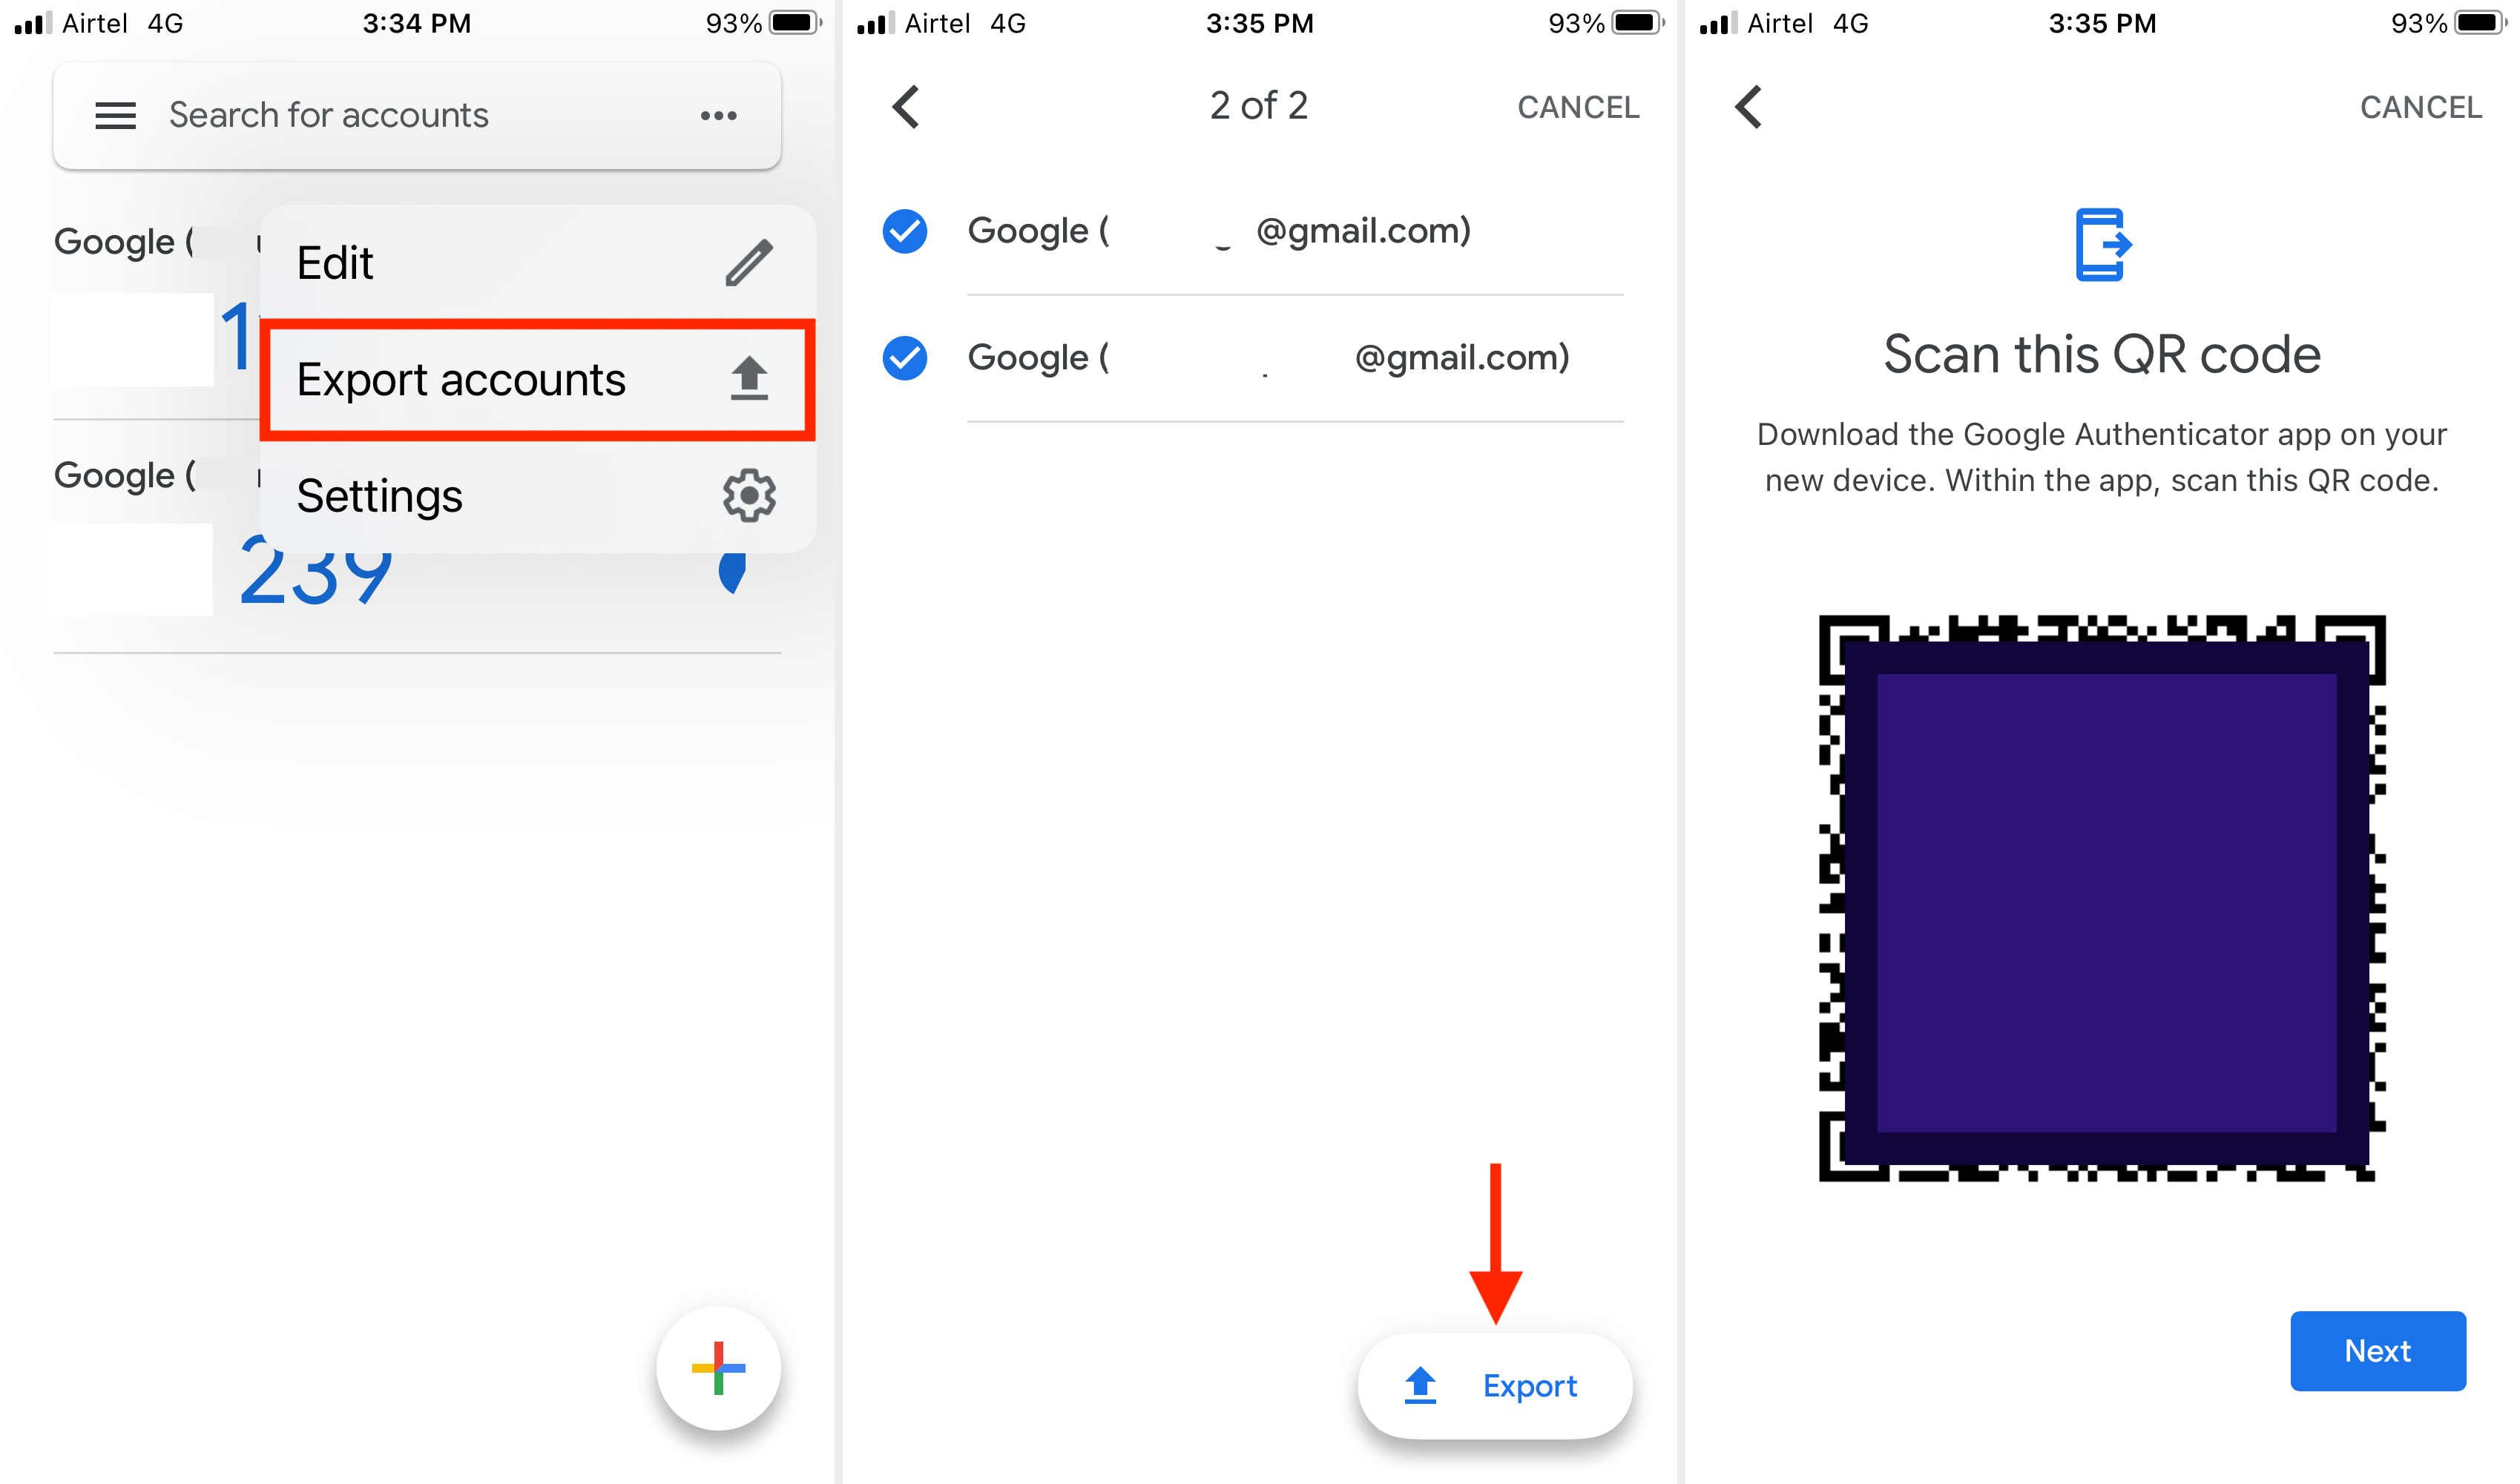 Airtel 4G 3:34 PM 93%
Search for accounts
Google (
Edit
1
Export accounts
Google (
Settings
239
Airtel 4G 3:35 PM 93%
2 of 2 CANCEL
Google ( @gmail.com)
Google ( @gmail.com)
Export
Airtel 4G 3:35 PM 93%
CANCEL
Scan this QR code
Download the Google Authenticator app on your
new device. Within the app, scan this QR code.
Next